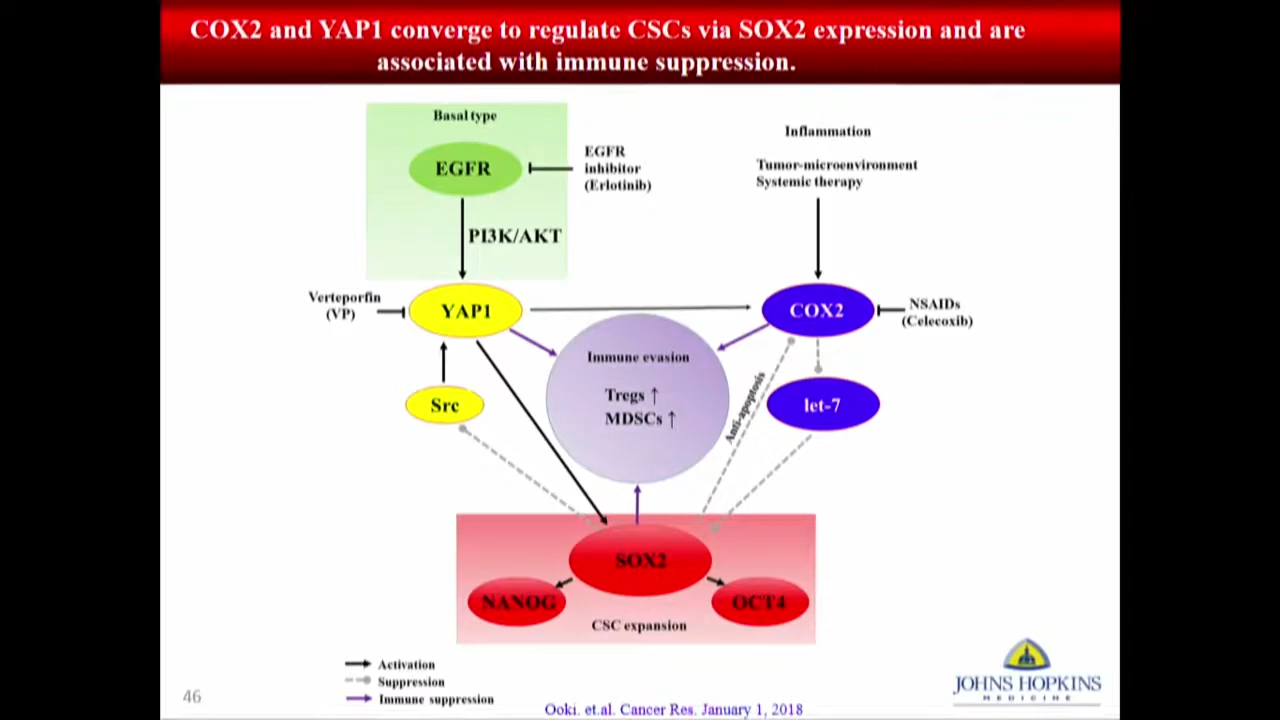 COX2 and YAP1 converge to regulate CSCs via SOX2 expression and are
associated with immune suppression.
Basal type
EGFR
EGFR
inhibitor
(Erlotinib)
PI3K/AKT
Inflammation
Tumor-microenvironment
Systemic therapy
Verteporfin
(VP)
YAP1
COX2
NSAIDs
(Celecoxib)
Immune evasion
Tregs ↑
MDSCs ↑
Anti-apoptosis
Src
let-7
SOX2
NANOG
OCT4
CSC expansion
Activation
Suppression
Immune suppression
46
Ooki. et.al. Cancer Res. January 1, 2018
JOHNS HOPKINS
MEDICINE